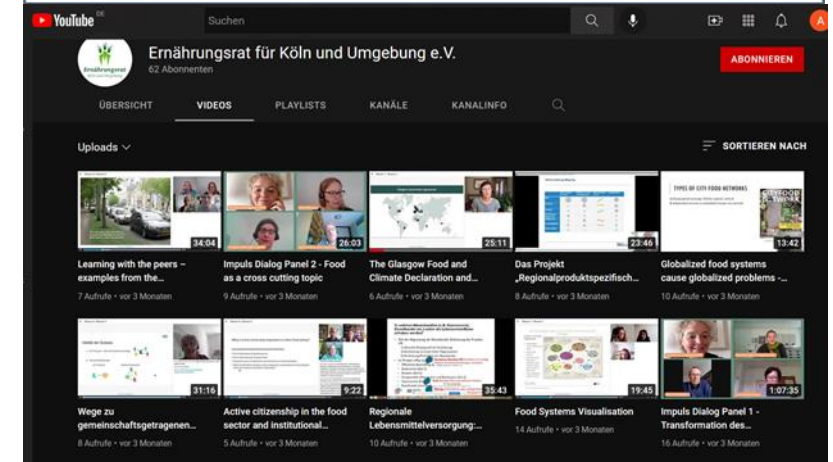 YouTube DE
Suchen
A
Ernährungsrat
Ernährungsrat für Köln und Umgebung e.V.
62 Abonnenten
ABONNIEREN
ÜBERSICHT VIDEOS PLAYLISTS KANÄLE KANALINFO
Uploads
SORTIEREN NACH
34:04 26:03 25:11 23:46 13:42
TYPES OF CITY FOOD NETWORKS
Learning with the peers –
examples from the...
7 Aufrufe • vor 3 Monaten
Impuls Dialog Panel 2 - Food
as a cross cutting topic
9 Aufrufe • vor 3 Monaten
The Glasgow Food and
Climate Declaration and...
6 Aufrufe • vor 3 Monaten
Das Projekt
„Regionalproduktspezifisch...
8 Aufrufe • vor 3 Monaten
Globalized food systems
cause globalized problems -...
10 Aufrufe • vor 3 Monaten
31:16 9:22 35:43 19:45 1:07:35
Wege zu
gemeinschaftsgetragenen...
8 Aufrufe • vor 3 Monaten
Active citizenship in the food
sector and institutional...
5 Aufrufe • vor 3 Monaten
Regionale
Lebensmittelversorgung:...
10 Aufrufe • vor 3 Monaten
Food Systems Visualisation
14 Aufrufe • vor 3 Monaten
Impuls Dialog Panel 1 -
Transformation des...
16 Aufrufe • vor 3 Monaten